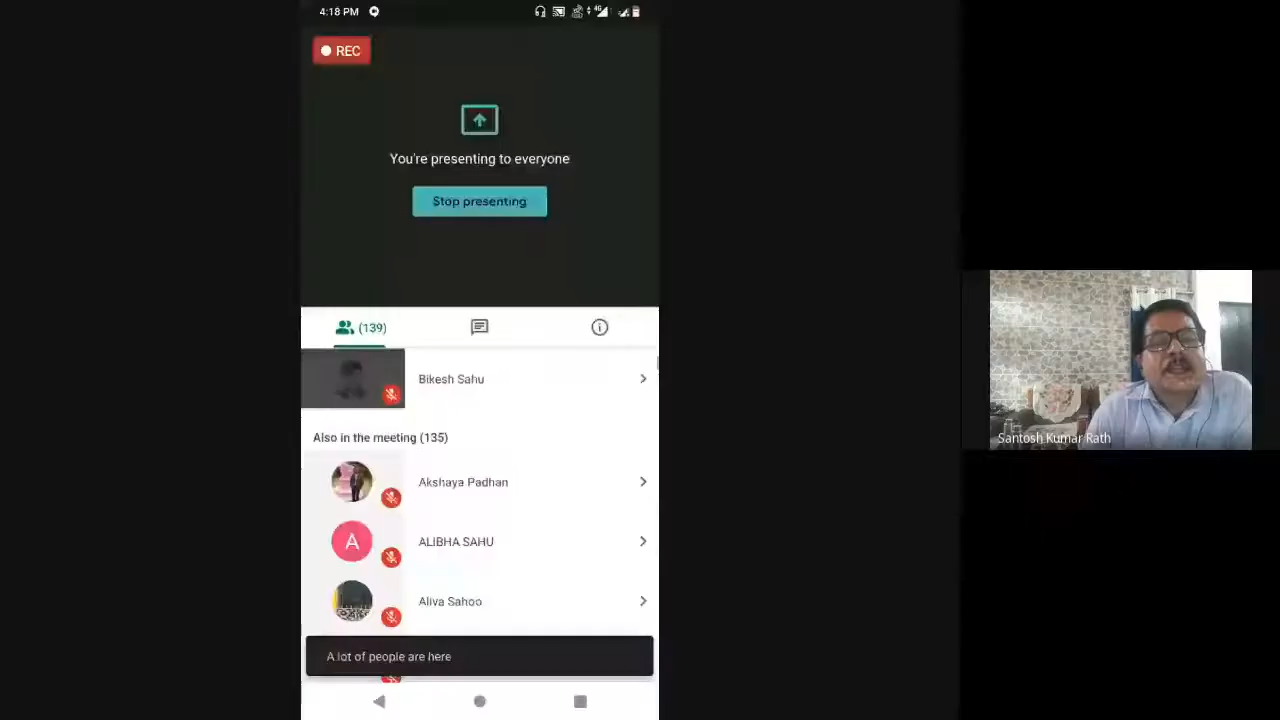 4:18 PM
4G
REC
You're presenting to everyone
Stop presenting
(139)
Bikesh Sahu
Also in the meeting (135)
Akshaya Padhan
A
ALIBHA SAHU
Aliva Sahoo
A lot of people are here
Santosh Kumar Rath